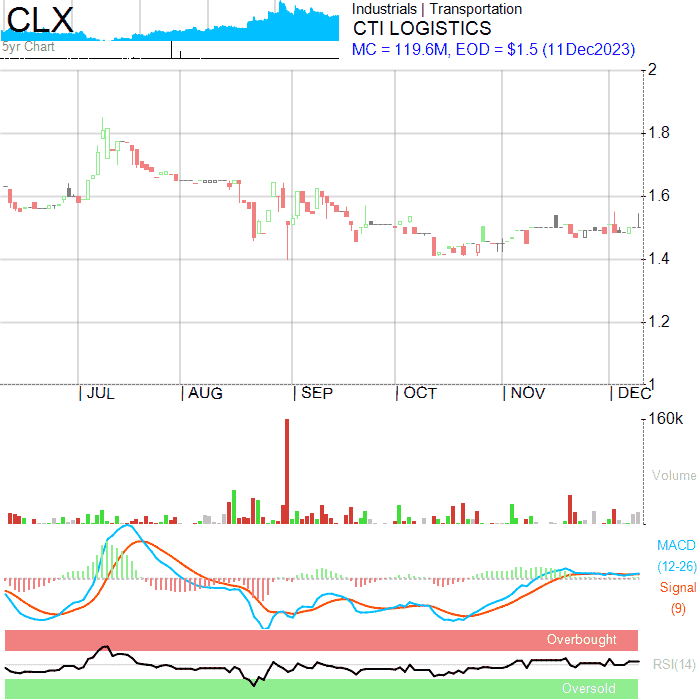 CLX
5yr Chart
Industrials | Transportation
CTI LOGISTICS
MC = 119.6M, EOD = $1.5 (11Dec2023)
2
1.8
1.6
1.4
1.2
1
| JUL | AUG | SEP | OCT | NOV | DEC
160k
Volume
MACD
(12-26)
Signal
(9)
Overbought
RSI(14)
Oversold